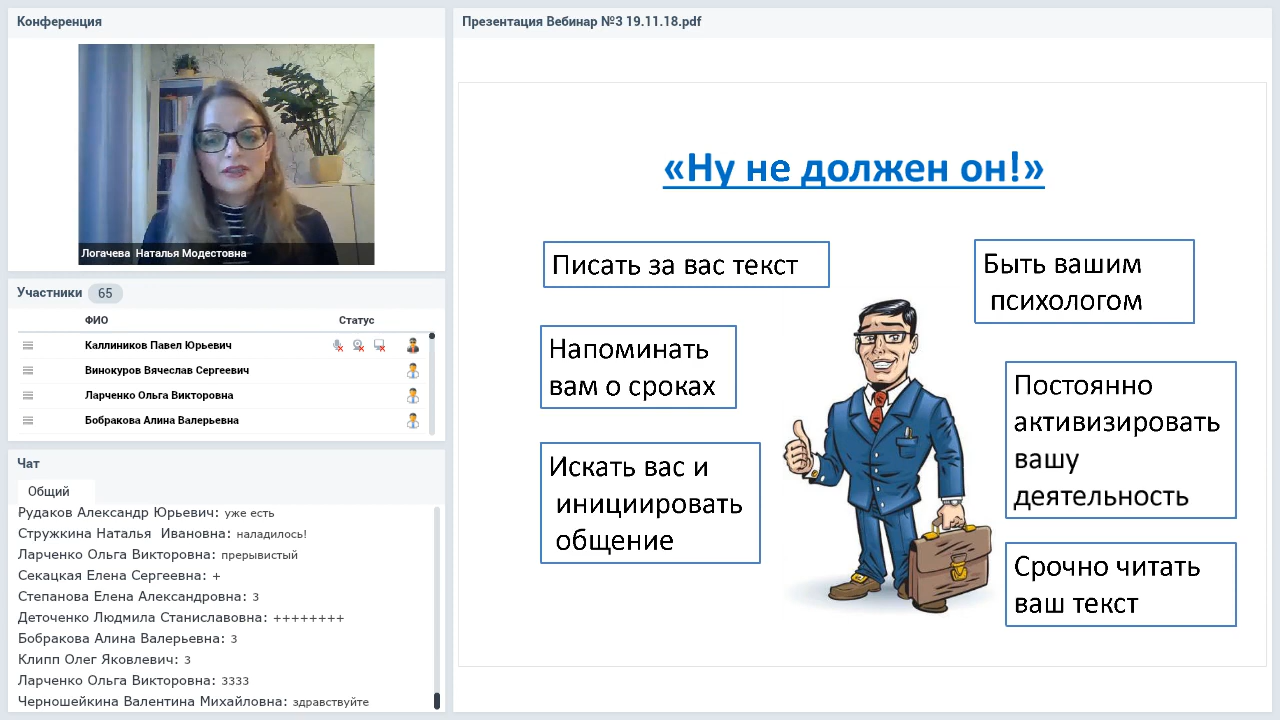 Конференция
Логачева Наталья Модестовна
Участники 65
ФИО Статус
Каллиников Павел Юрьевич
Винокуров Вячеслав Сергеевич
Ларченко Ольга Викторовна
Бобракова Алина Валерьевна
Чат
Общий
Рудаков Александр Юрьевич: уже есть
Стружкина Наталья Ивановна: наладилось!
Ларченко Ольга Викторовна: прерывистый
Секацкая Елена Сергеевна: +
Степанова Елена Александровна: 3
Деточенко Людмила Станиславовна: ++++++++
Бобракова Алина Валерьевна: 3
Клипп Олег Яковлевич: 3
Ларченко Ольга Викторовна: 3333
Черношейкина Валентина Михайловна: здравствуйте
Презентация Вебинар №3 19.11.18.pdf
«Ну не должен он!»
Писать за вас текст
Напоминать
вам о сроках
Искать вас и
инициировать
общение
Быть вашим
психологом
Постоянно
активизировать
вашу
деятельность
Срочно читать
ваш текст